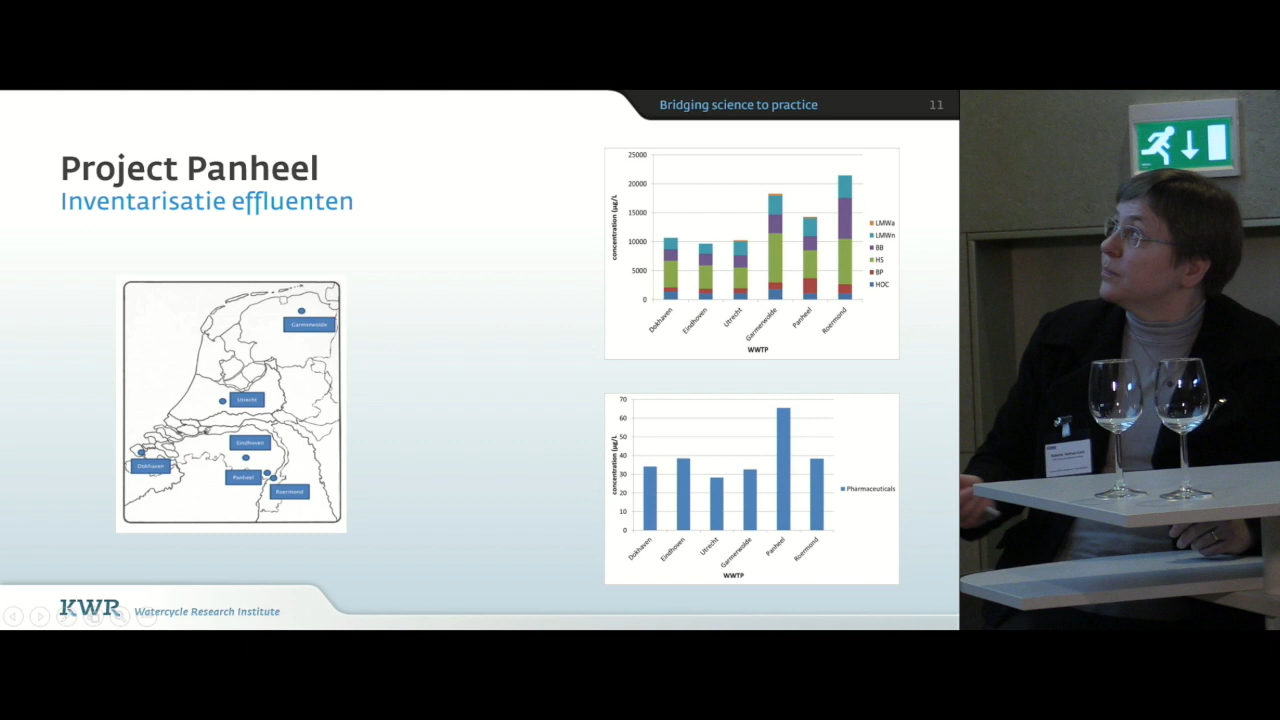 Bridging science to practice
11
Project Panheel
Inventarisatie effluenten
Garmerwolde
Utrecht
Eindhoven
Dokhaven
Panheel
Roermond
concentration (µg/L
25000
20000
15000
10000
5000
0
Dokhaven
Eindhoven
Utrecht
Garmerwolde
Panheel
Roermond
WWTP
LMWa
LMWn
BB
HS
BP
HOC
concentration (µg/L
70
60
50
40
30
20
10
0
Dokhaven
Eindhoven
Utrecht
Garmerwolde
Panheel
Roermond
WWTP
Pharmaceuticals
KWR
Watercycle Research Institute